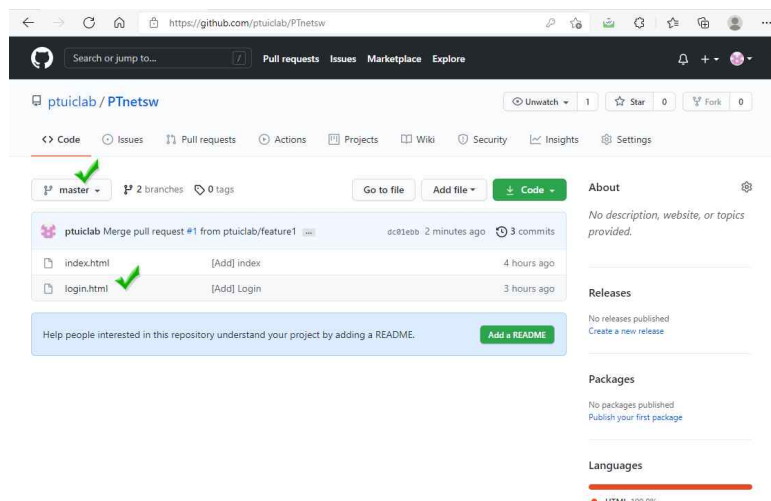 https://github.com/ptuiclab/PTnetsw
Search or jump to... / Pull requests Issues Marketplace Explore
ptuiclab / PTnetsw
Unwatch 1 Star 0 Fork 0
Code Issues Pull requests Actions Projects Wiki Security Insights Settings
master 2 branches 0 tags Go to file Add file Code
ptuiclab Merge pull request #1 from ptuiclab/feature1 ... dc01ebb 2 minutes ago 3 commits
index.html [Add] index 4 hours ago
login.html [Add] Login 3 hours ago
Help people interested in this repository understand your project by adding a README. Add a README
About
No description, website, or topics
provided.
Releases
No releases published
Create a new release
Packages
No packages published
Publish your first package
Languages
HTML 100.0%